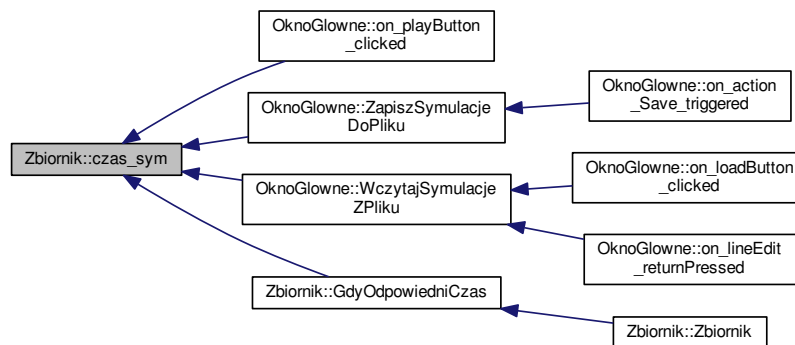 OknoGlowne::on_playButton
_clicked
OknoGlowne::ZapiszSymulacje
DoPliku
OknoGlowne::on_action
_Save_triggered
Zbiornik::czas_sym
OknoGlowne::WczytajSymulacje
ZPliku
OknoGlowne::on_loadButton
_clicked
OknoGlowne::on_lineEdit
_returnPressed
Zbiornik::GdyOdpowiedniCzas
Zbiornik::Zbiornik